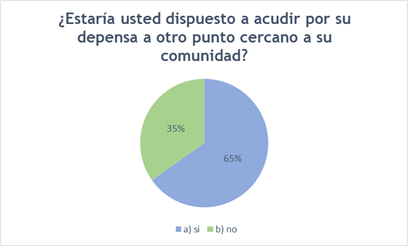 ¿Estaría usted dispuesto a acudir por su
depensa a otro punto cercano a su
comunidad?
35%
65%
a) si b) no